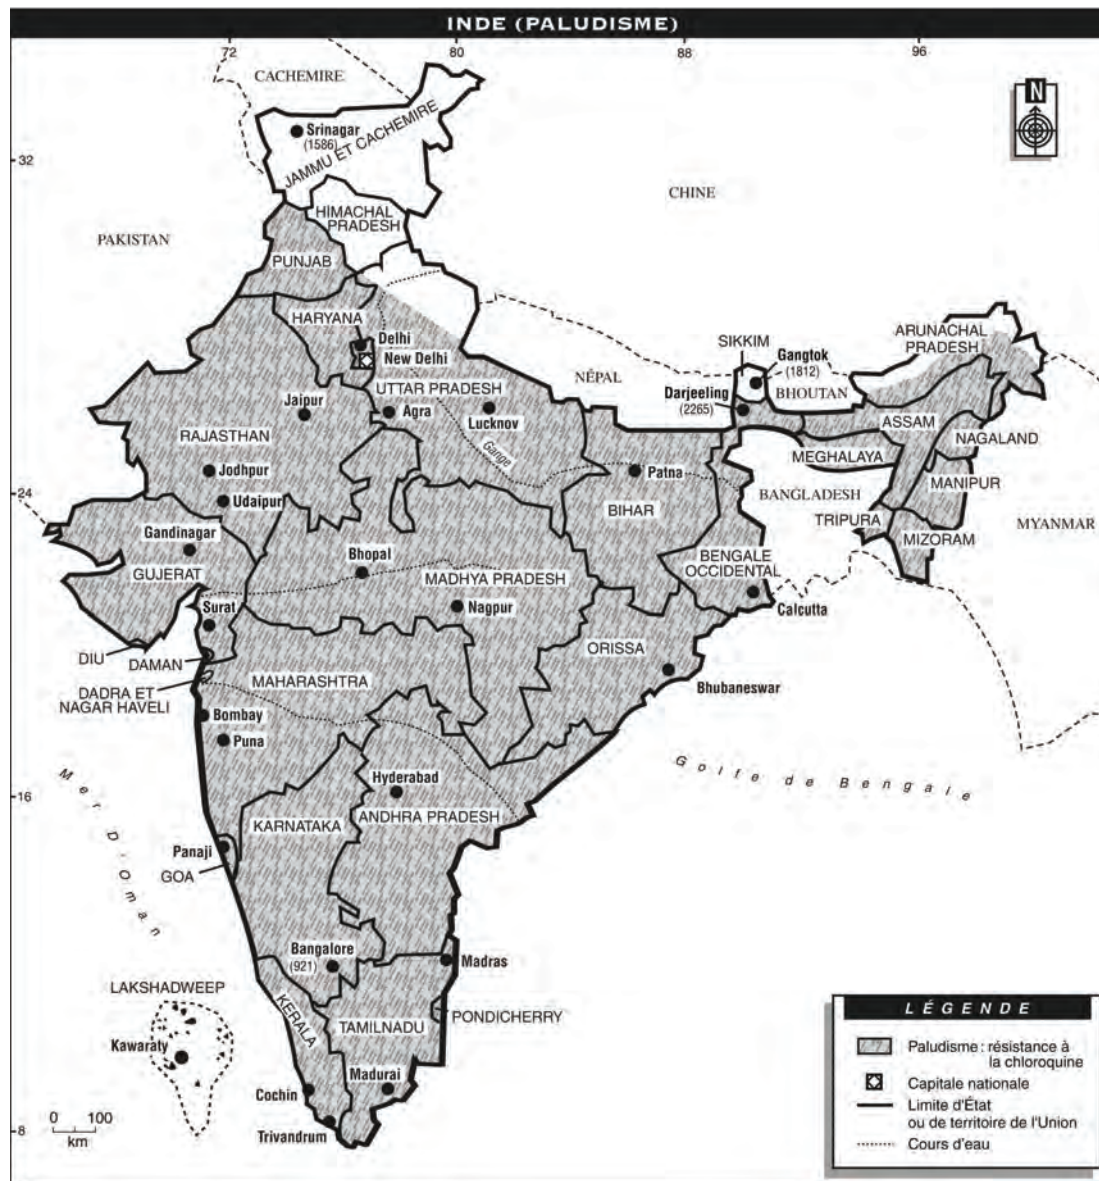 INDE (PALUDISME)
72
80
88
96
CACHEMIRE
Srinagar
(1586)
JAMMU ET CACHEMIRE
N
32
CHINE
HIMACHAL
PRADESH
PAKISTAN
PUNJAB
HARYANA
Delhi
New Delhi
SIKKIM
ARUNACHAL
PRADESH
Gangtok
(1812)
NÉPAL
BHOUTAN
UTTAR PRADESH
Darjeeling
(2265)
Jaipur
Agra
Lucknov
ASSAM
RAJASTHAN
Gange
NAGALAND
MEGHALAYA
Jodhpur
Patna
MANIPUR
24
Udaipur
BANGLADESH
BIHAR
TRIPURA
MYANMAR
Gandinagar
MIZORAM
Bhopal
BENGALE
OCCIDENTAL
GUJERAT
MADHYA PRADESH
Surat
Nagpur
Calcutta
DIU
DAMAN
ORISSA
MAHARASHTRA
Bhubaneswar
DADRA ET
NAGAR HAVELI
Bombay
Puna
Golfe de Bengale
Mer D'Oman
Hyderabad
16
KARNATAKA
ANDHRA PRADESH
Panaji
GOA
Bangalore
(921)
Madras
LAKSHADWEEP
KERALA
TAMILNADU
PONDICHERRY
Kawaraty
Madurai
Cochin
Trivandrum
0 100
km
8
LÉGENDE
Paludisme : résistance à
la chloroquine
Capitale nationale
Limite d'État
ou de territoire de l'Union
Cours d'eau